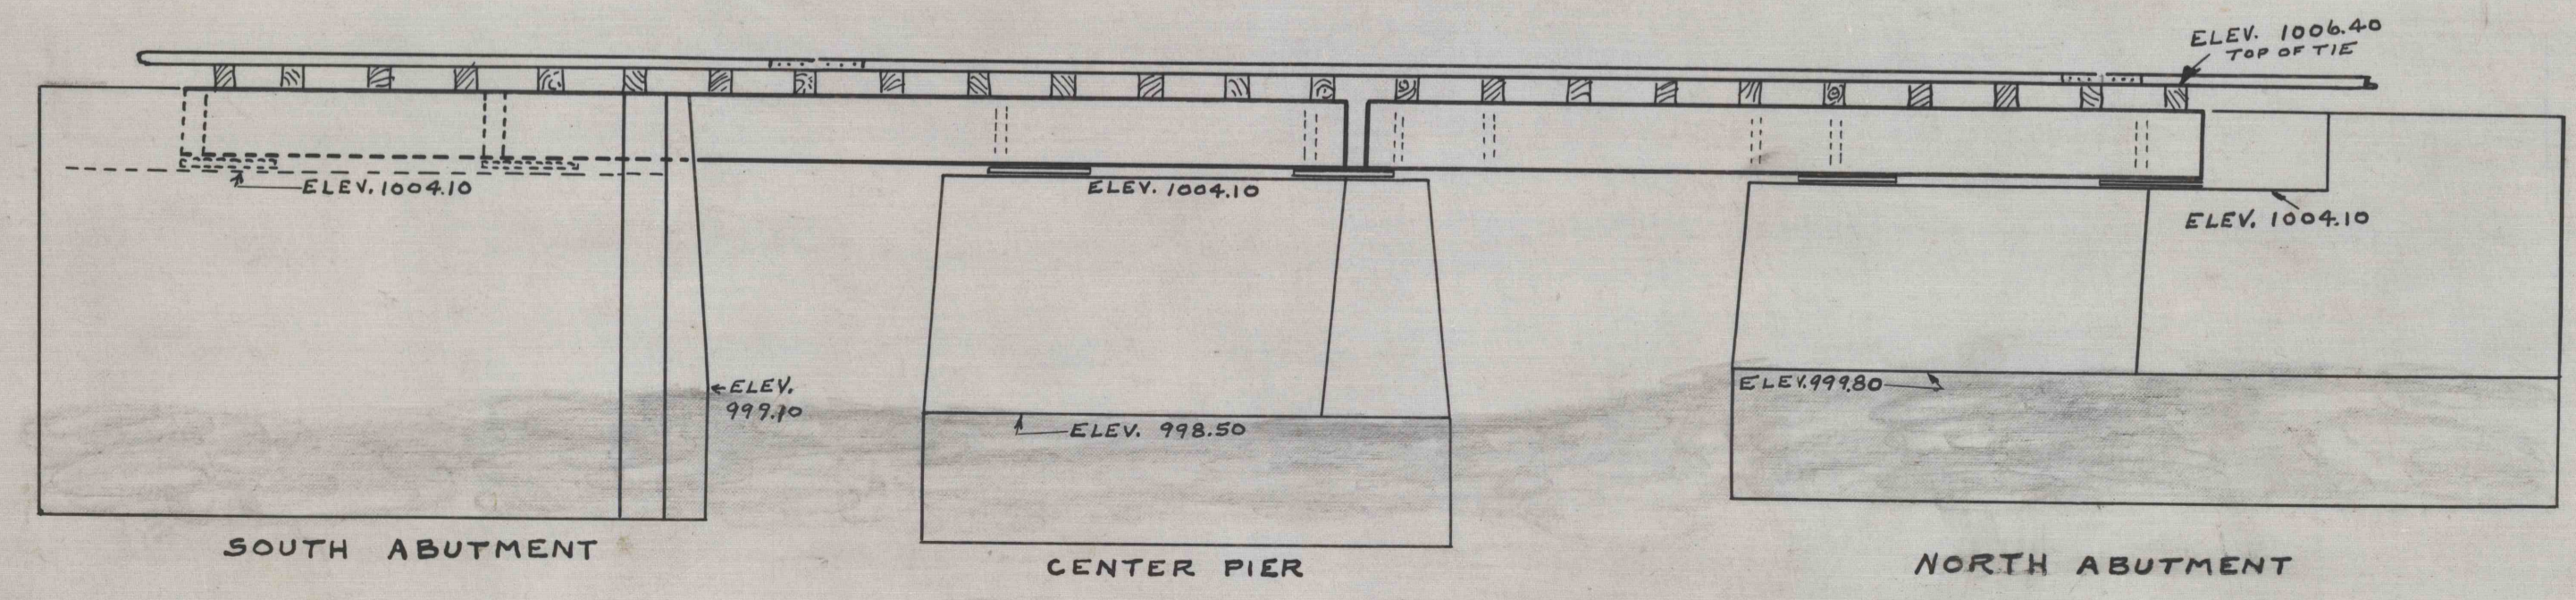 ELEV. 1006.40
TOP OF TIE
ELEV. 1004.10
ELEV. 1004.10
ELEV. 1004.10
ELEV.
999.10
ELEV. 998.50
ELEV. 999.80
SOUTH ABUTMENT
CENTER PIER
NORTH ABUTMENT